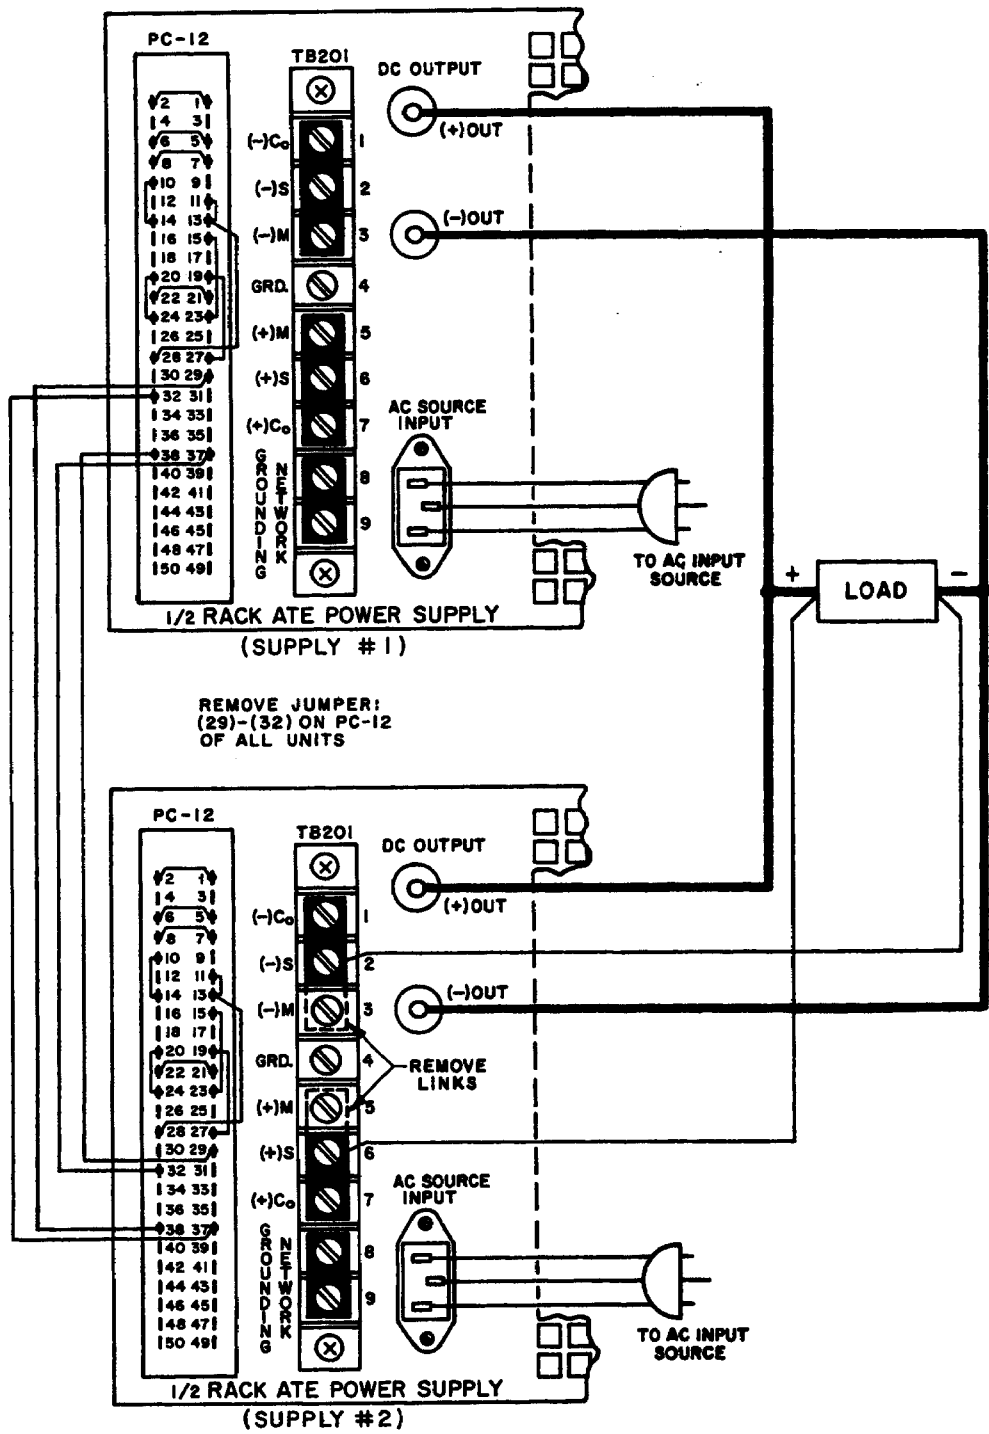 PC-12
TB201
DC OUTPUT
2 1
4 3
6 5
8 7
10 9
12 11
14 13
16 15
18 17
20 19
22 21
24 23
26 25
28 27
30 29
32 31
34 33
36 35
38 37
40 39
42 41
44 43
46 45
48 47
50 49
(-)Co 1
(-)S 2
(-)M 3
GRD. 4
(+)M 5
(+)S 6
(+)Co 7
8
9
GROUNDING
NETWORK
(+)OUT
(-)OUT
AC SOURCE
INPUT
TO AC INPUT
SOURCE
+ LOAD -
1/2 RACK ATE POWER SUPPLY
(SUPPLY #1)
REMOVE JUMPER:
(29)-(32) ON PC-12
OF ALL UNITS
PC-12
TB201
DC OUTPUT
2 1
4 3
6 5
8 7
10 9
12 11
14 13
16 15
18 17
20 19
22 21
24 23
26 25
28 27
30 29
32 31
34 33
36 35
38 37
40 39
42 41
44 43
46 45
48 47
50 49
(-)Co 1
(-)S 2
(-)M 3
GRD. 4
(+)M 5
(+)S 6
(+)Co 7
8
9
GROUNDING
NETWORK
(+)OUT
(-)OUT
REMOVE
LINKS
AC SOURCE
INPUT
TO AC INPUT
SOURCE
1/2 RACK ATE POWER SUPPLY
(SUPPLY #2)